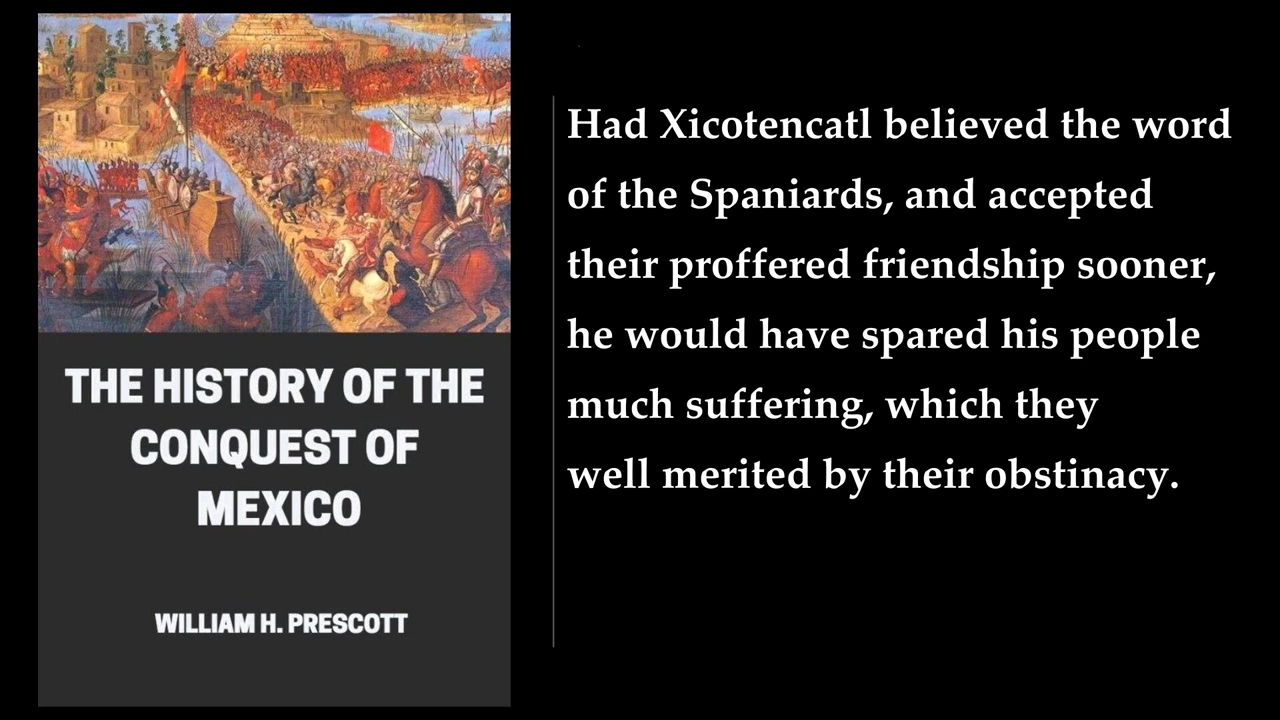 THE HISTORY OF THE
CONQUEST OF
MEXICO
WILLIAM H. PRESCOTT
Had Xicotencatl believed the word
of the Spaniards, and accepted
their proffered friendship sooner,
he would have spared his people
much suffering, which they
well merited by their obstinacy.